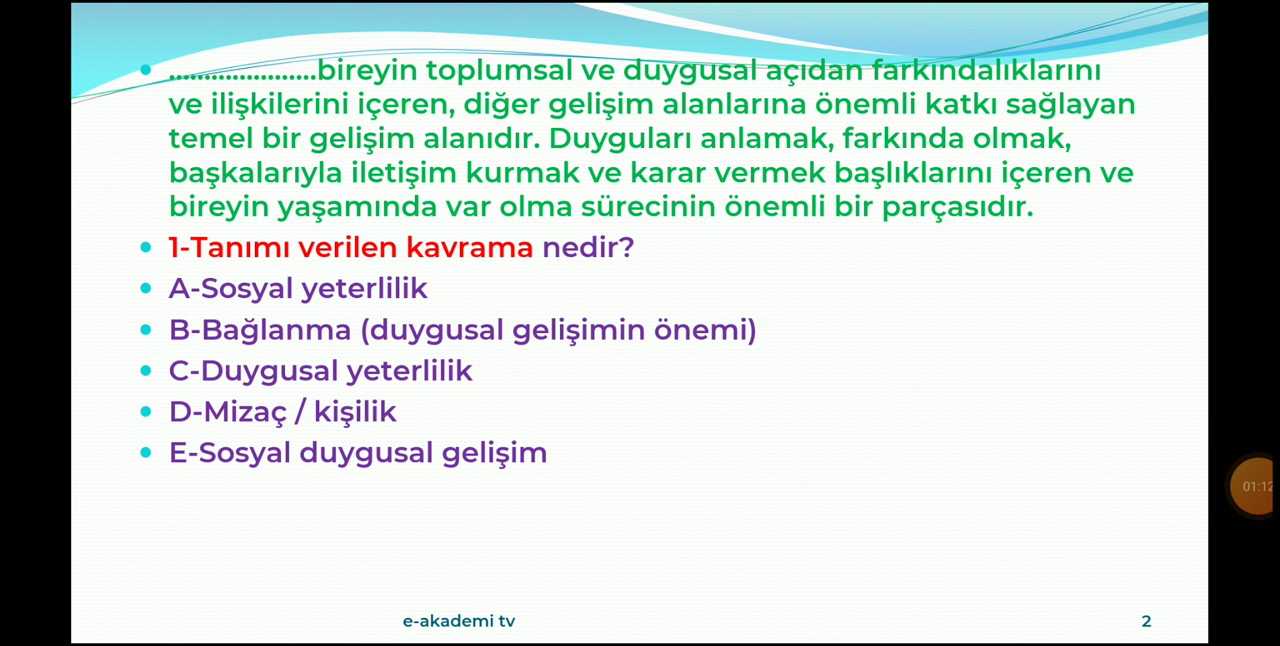 .....................bireyin toplumsal ve duygusal açıdan farkındalıklarını
ve ilişkilerini içeren, diğer gelişim alanlarına önemli katkı sağlayan
temel bir gelişim alanıdır. Duyguları anlamak, farkında olmak,
başkalarıyla iletişim kurmak ve karar vermek başlıklarını içeren ve
bireyin yaşamında var olma sürecinin önemli bir parçasıdır.
1-Tanımı verilen kavrama nedir?
A-Sosyal yeterlilik
B-Bağlanma (duygusal gelişimin önemi)
C-Duygusal yeterlilik
D-Mizaç / kişilik
E-Sosyal duygusal gelişim
01:12
e-akademi tv
2